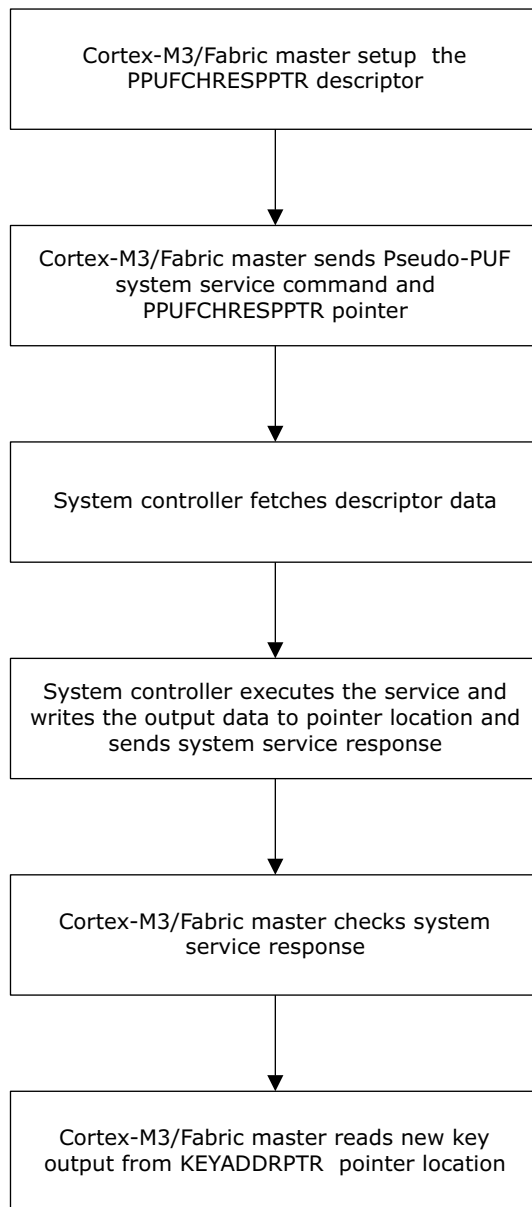 Cortex-M3/Fabric master setup the
PPUFCHRESPPTR descriptor
Cortex-M3/Fabric master sends Pseudo-PUF
system service command and
PPUFCHRESPPTR pointer
System controller fetches descriptor data
System controller executes the service and
writes the output data to pointer location and
sends system service response
Cortex-M3/Fabric master checks system
service response
Cortex-M3/Fabric master reads new key
output from KEYADDRPTR pointer location